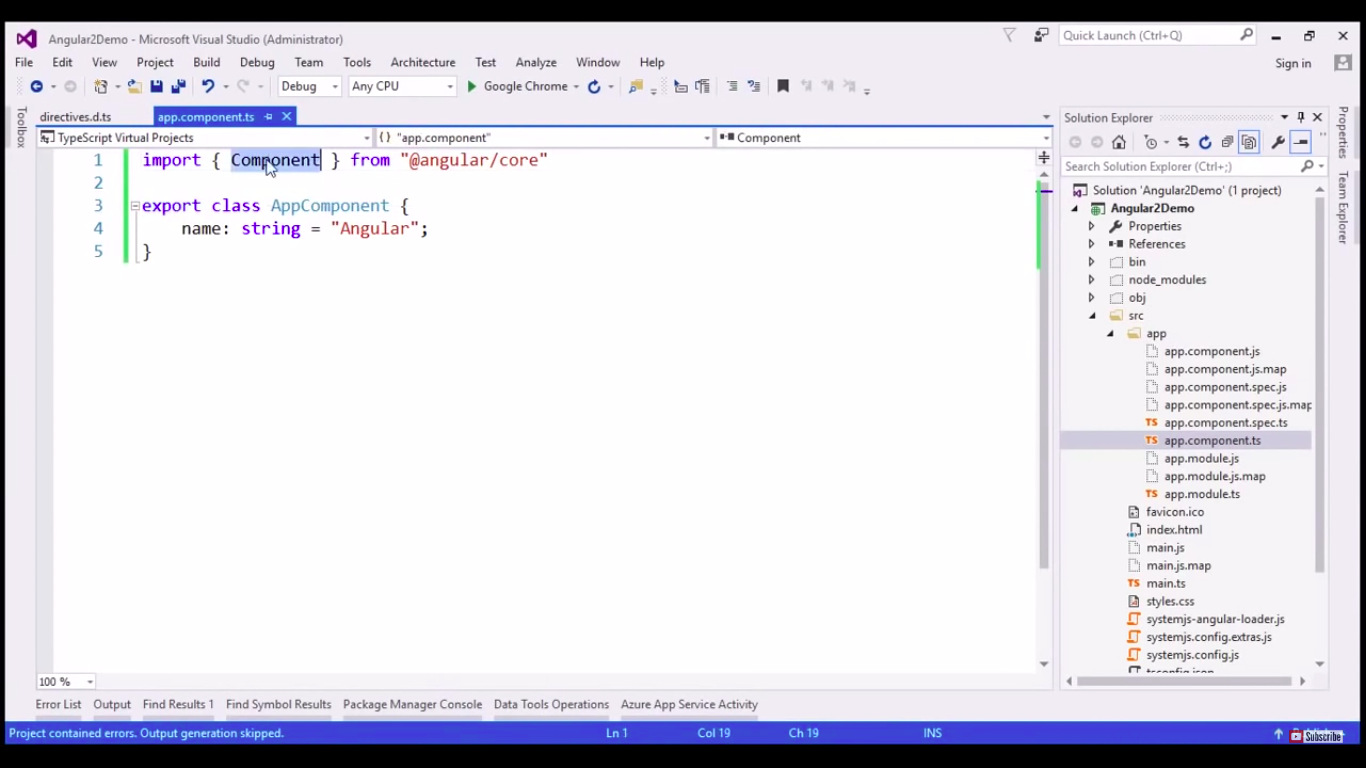 Angular2Demo - Microsoft Visual Studio (Administrator)
Quick Launch (Ctrl+Q)
File Edit View Project Build Debug Team Tools Architecture Test Analyze Window Help
Sign in
Debug Any CPU Google Chrome
Toolbox
directives.d.ts app.component.ts
TypeScript Virtual Projects {} "app.component" Component
1 import { Component } from "@angular/core"
2
3 export class AppComponent {
4 name: string = "Angular";
5 }
100 %
Solution Explorer
Search Solution Explorer (Ctrl+;)
Solution 'Angular2Demo' (1 project)
Angular2Demo
Properties
References
bin
node_modules
obj
src
app
app.component.js
app.component.js.map
app.component.spec.js
app.component.spec.js.map
app.component.spec.ts
app.component.ts
app.module.js
app.module.js.map
app.module.ts
favicon.ico
index.html
main.js
main.js.map
main.ts
styles.css
systemjs-angular-loader.js
systemjs.config.extras.js
systemjs.config.js
tsconfig.json
Properties
Team Explorer
Error List Output Find Results 1 Find Symbol Results Package Manager Console Data Tools Operations Azure App Service Activity
Project contained errors. Output generation skipped. Ln 1 Col 19 Ch 19 INS
Subscribe